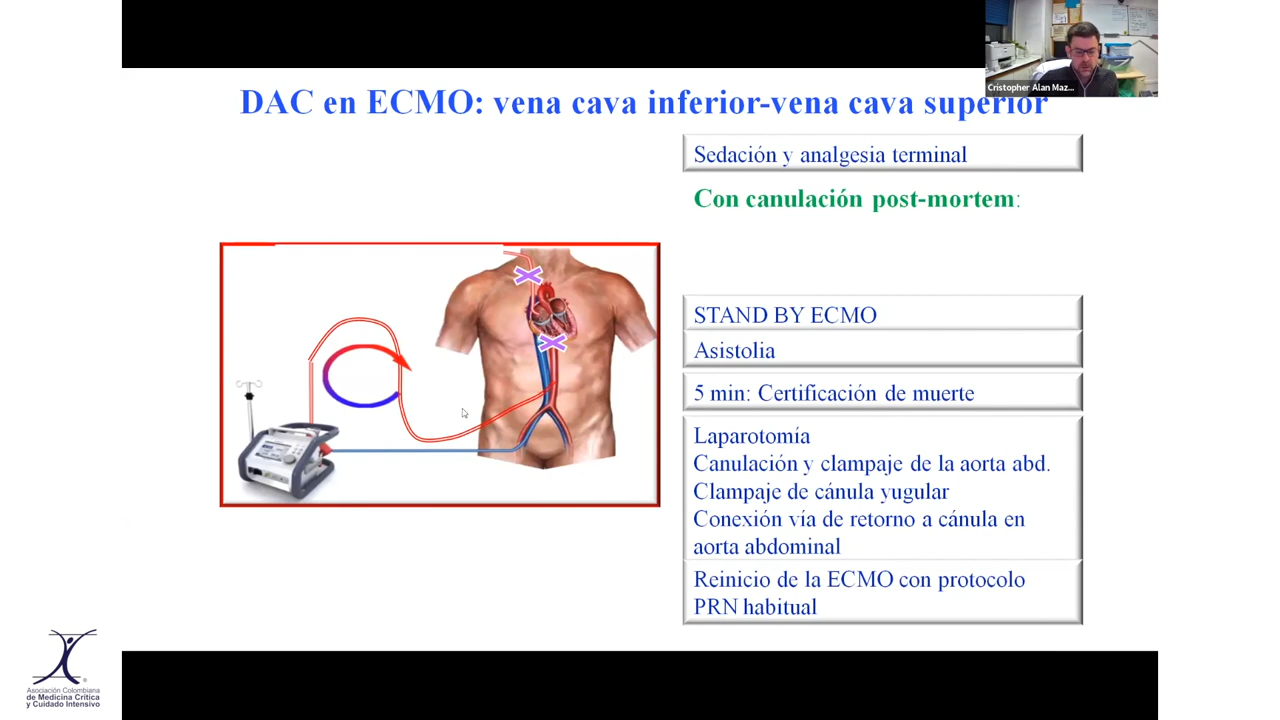 Cristopher Alan Maz...
DAC en ECMO: vena cava inferior-vena cava superior
Sedación y analgesia terminal
Con canulación post-mortem:
STAND BY ECMO
Asistolia
5 min: Certificación de muerte
Laparotomía
Canulación y clampaje de la aorta abd.
Clampaje de cánula yugular
Conexión vía de retorno a cánula en
aorta abdominal
Reinicio de la ECMO con protocolo
PRN habitual
Asociación Colombiana
de Medicina Crítica
y Cuidado Intensivo